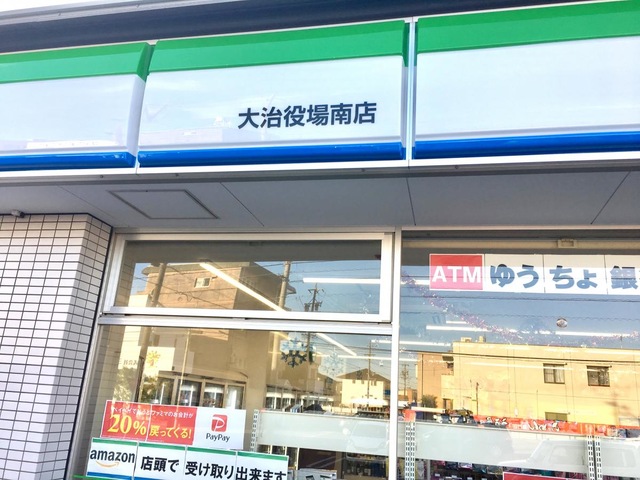 大治役場南店
ATM ゆうちょ銀
20%戻ってくる!
PayPay
amazon 店頭で 受け取り出来ます